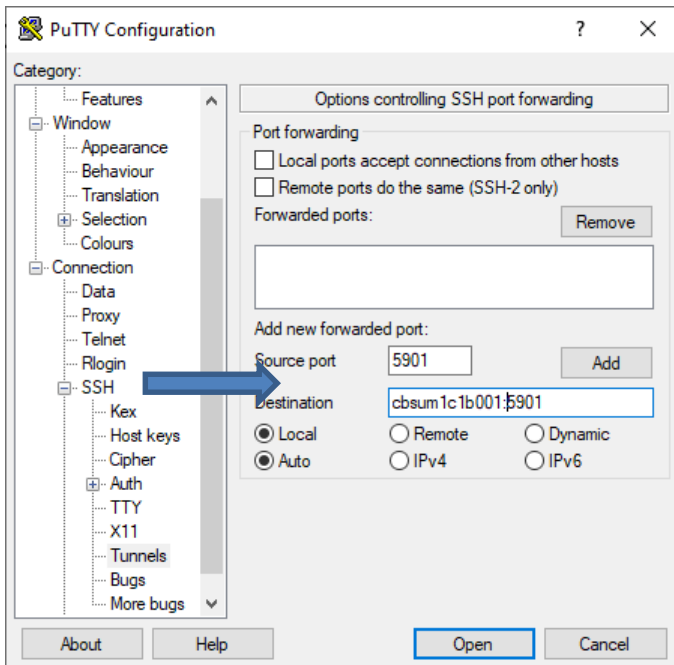 PuTTY Configuration
?
Category:
Features
Window
Appearance
Behaviour
Translation
Selection
Colours
Connection
Data
Proxy
Telnet
Rlogin
SSH
Kex
Host keys
Cipher
Auth
TTY
X11
Tunnels
Bugs
More bugs
Options controlling SSH port forwarding
Port forwarding
Local ports accept connections from other hosts
Remote ports do the same (SSH-2 only)
Forwarded ports:
Remove
Add new forwarded port:
Source port 5901 Add
Destination cbsum1c1b001:5901
Local Remote Dynamic
Auto IPv4 IPv6
About Help Open Cancel